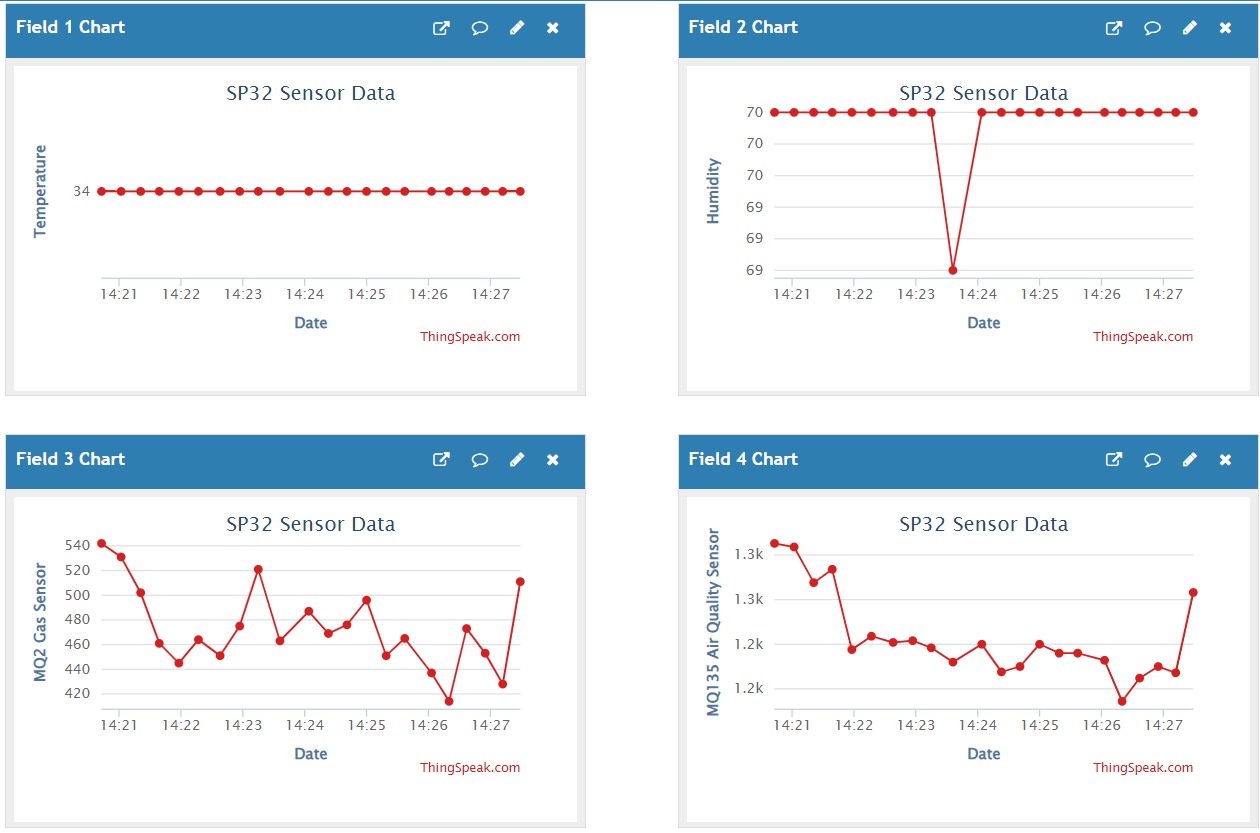 Field 1 Chart
SP32 Sensor Data
Temperature
34
14:21 14:22 14:23 14:24 14:25 14:26 14:27
Date
ThingSpeak.com
Field 2 Chart
SP32 Sensor Data
Humidity
70
70
70
69
69
69
14:21 14:22 14:23 14:24 14:25 14:26 14:27
Date
ThingSpeak.com
Field 3 Chart
SP32 Sensor Data
MQ2 Gas Sensor
540
520
500
480
460
440
420
14:21 14:22 14:23 14:24 14:25 14:26 14:27
Date
ThingSpeak.com
Field 4 Chart
SP32 Sensor Data
MQ135 Air Quality Sensor
1.3k
1.3k
1.2k
1.2k
14:21 14:22 14:23 14:24 14:25 14:26 14:27
Date
ThingSpeak.com